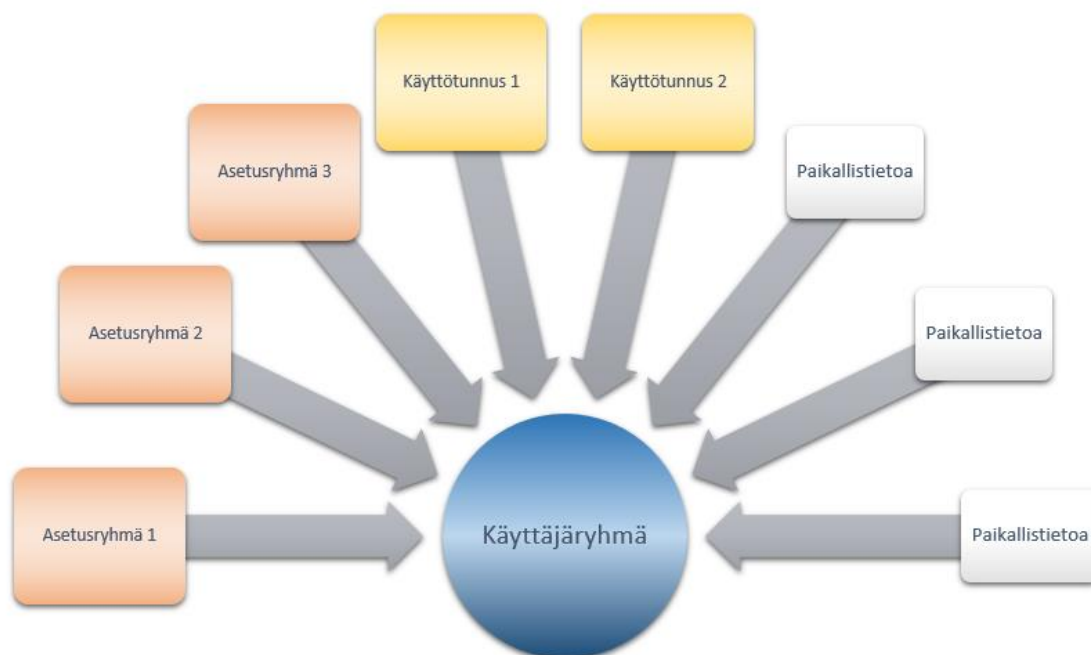 Käyttötunnus 1
Käyttötunnus 2
Asetusryhmä 3
Paikallistietoa
Asetusryhmä 2
Paikallistietoa
Asetusryhmä 1
Käyttäjäryhmä
Paikallistietoa